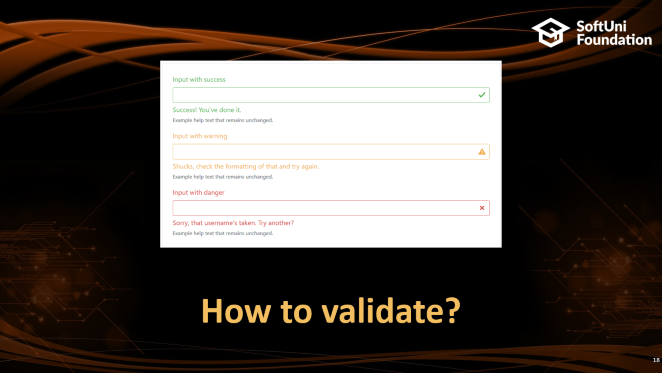 SoftUni
Foundation
Input with success
Success! You've done it.
Example help text that remains unchanged.
Input with warning
Shucks, check the formatting of that and try again.
Example help text that remains unchanged.
Input with danger
Sorry, that username's taken. Try another?
Example help text that remains unchanged.
How to validate?
18